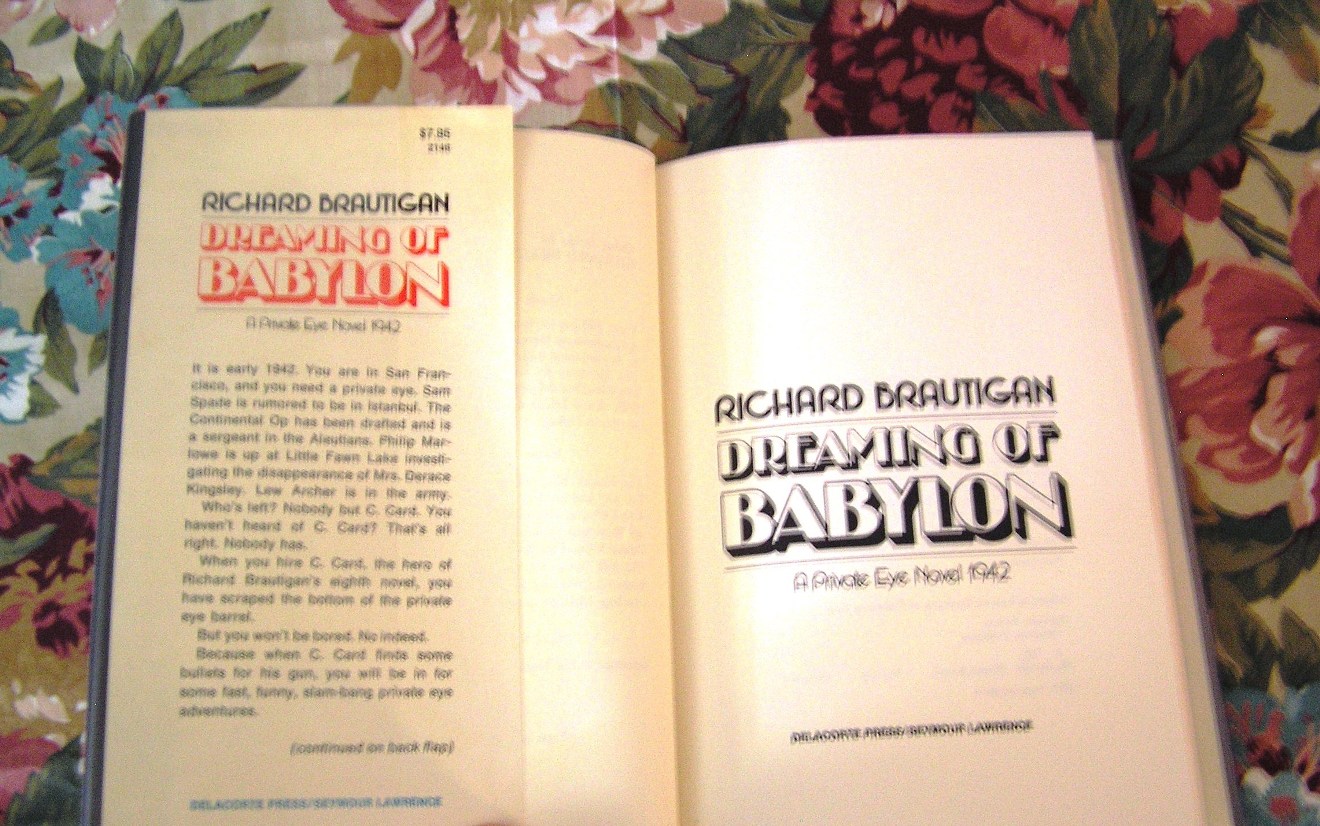 $7.95
2146
RICHARD BRAUTIGAN
DREAMING OF
BABYLON
A Private Eye Novel 1942
It is early 1942. You are in San Fran-
cisco, and you need a private eye. Sam
Spade is rumored to be in Istanbul. The
Continental Op has been drafted and is
a sergeant in the Aleutians. Philip Mar-
lowe is up at Little Fawn Lake investi-
gating the disappearance of Mrs. Derace
Kingsley. Lew Archer is in the army.
Who's left? Nobody but C. Card. You
haven't heard of C. Card? That's all
right. Nobody has.
When you hire C. Card, the hero of
Richard Brautigan's eighth novel, you
have scraped the bottom of the private
eye barrel.
But you won't be bored. No indeed.
Because when C. Card finds some
bullets for his gun, you will be in for
some fast, funny, slam-bang private eye
adventures.
(continued on back flap)
DELACORTE PRESS/SEYMOUR LAWRENCE
RICHARD BRAUTIGAN
DREAMING OF
BABYLON
A Private Eye Novel 1942
DELACORTE PRESS/SEYMOUR LAWRENCE